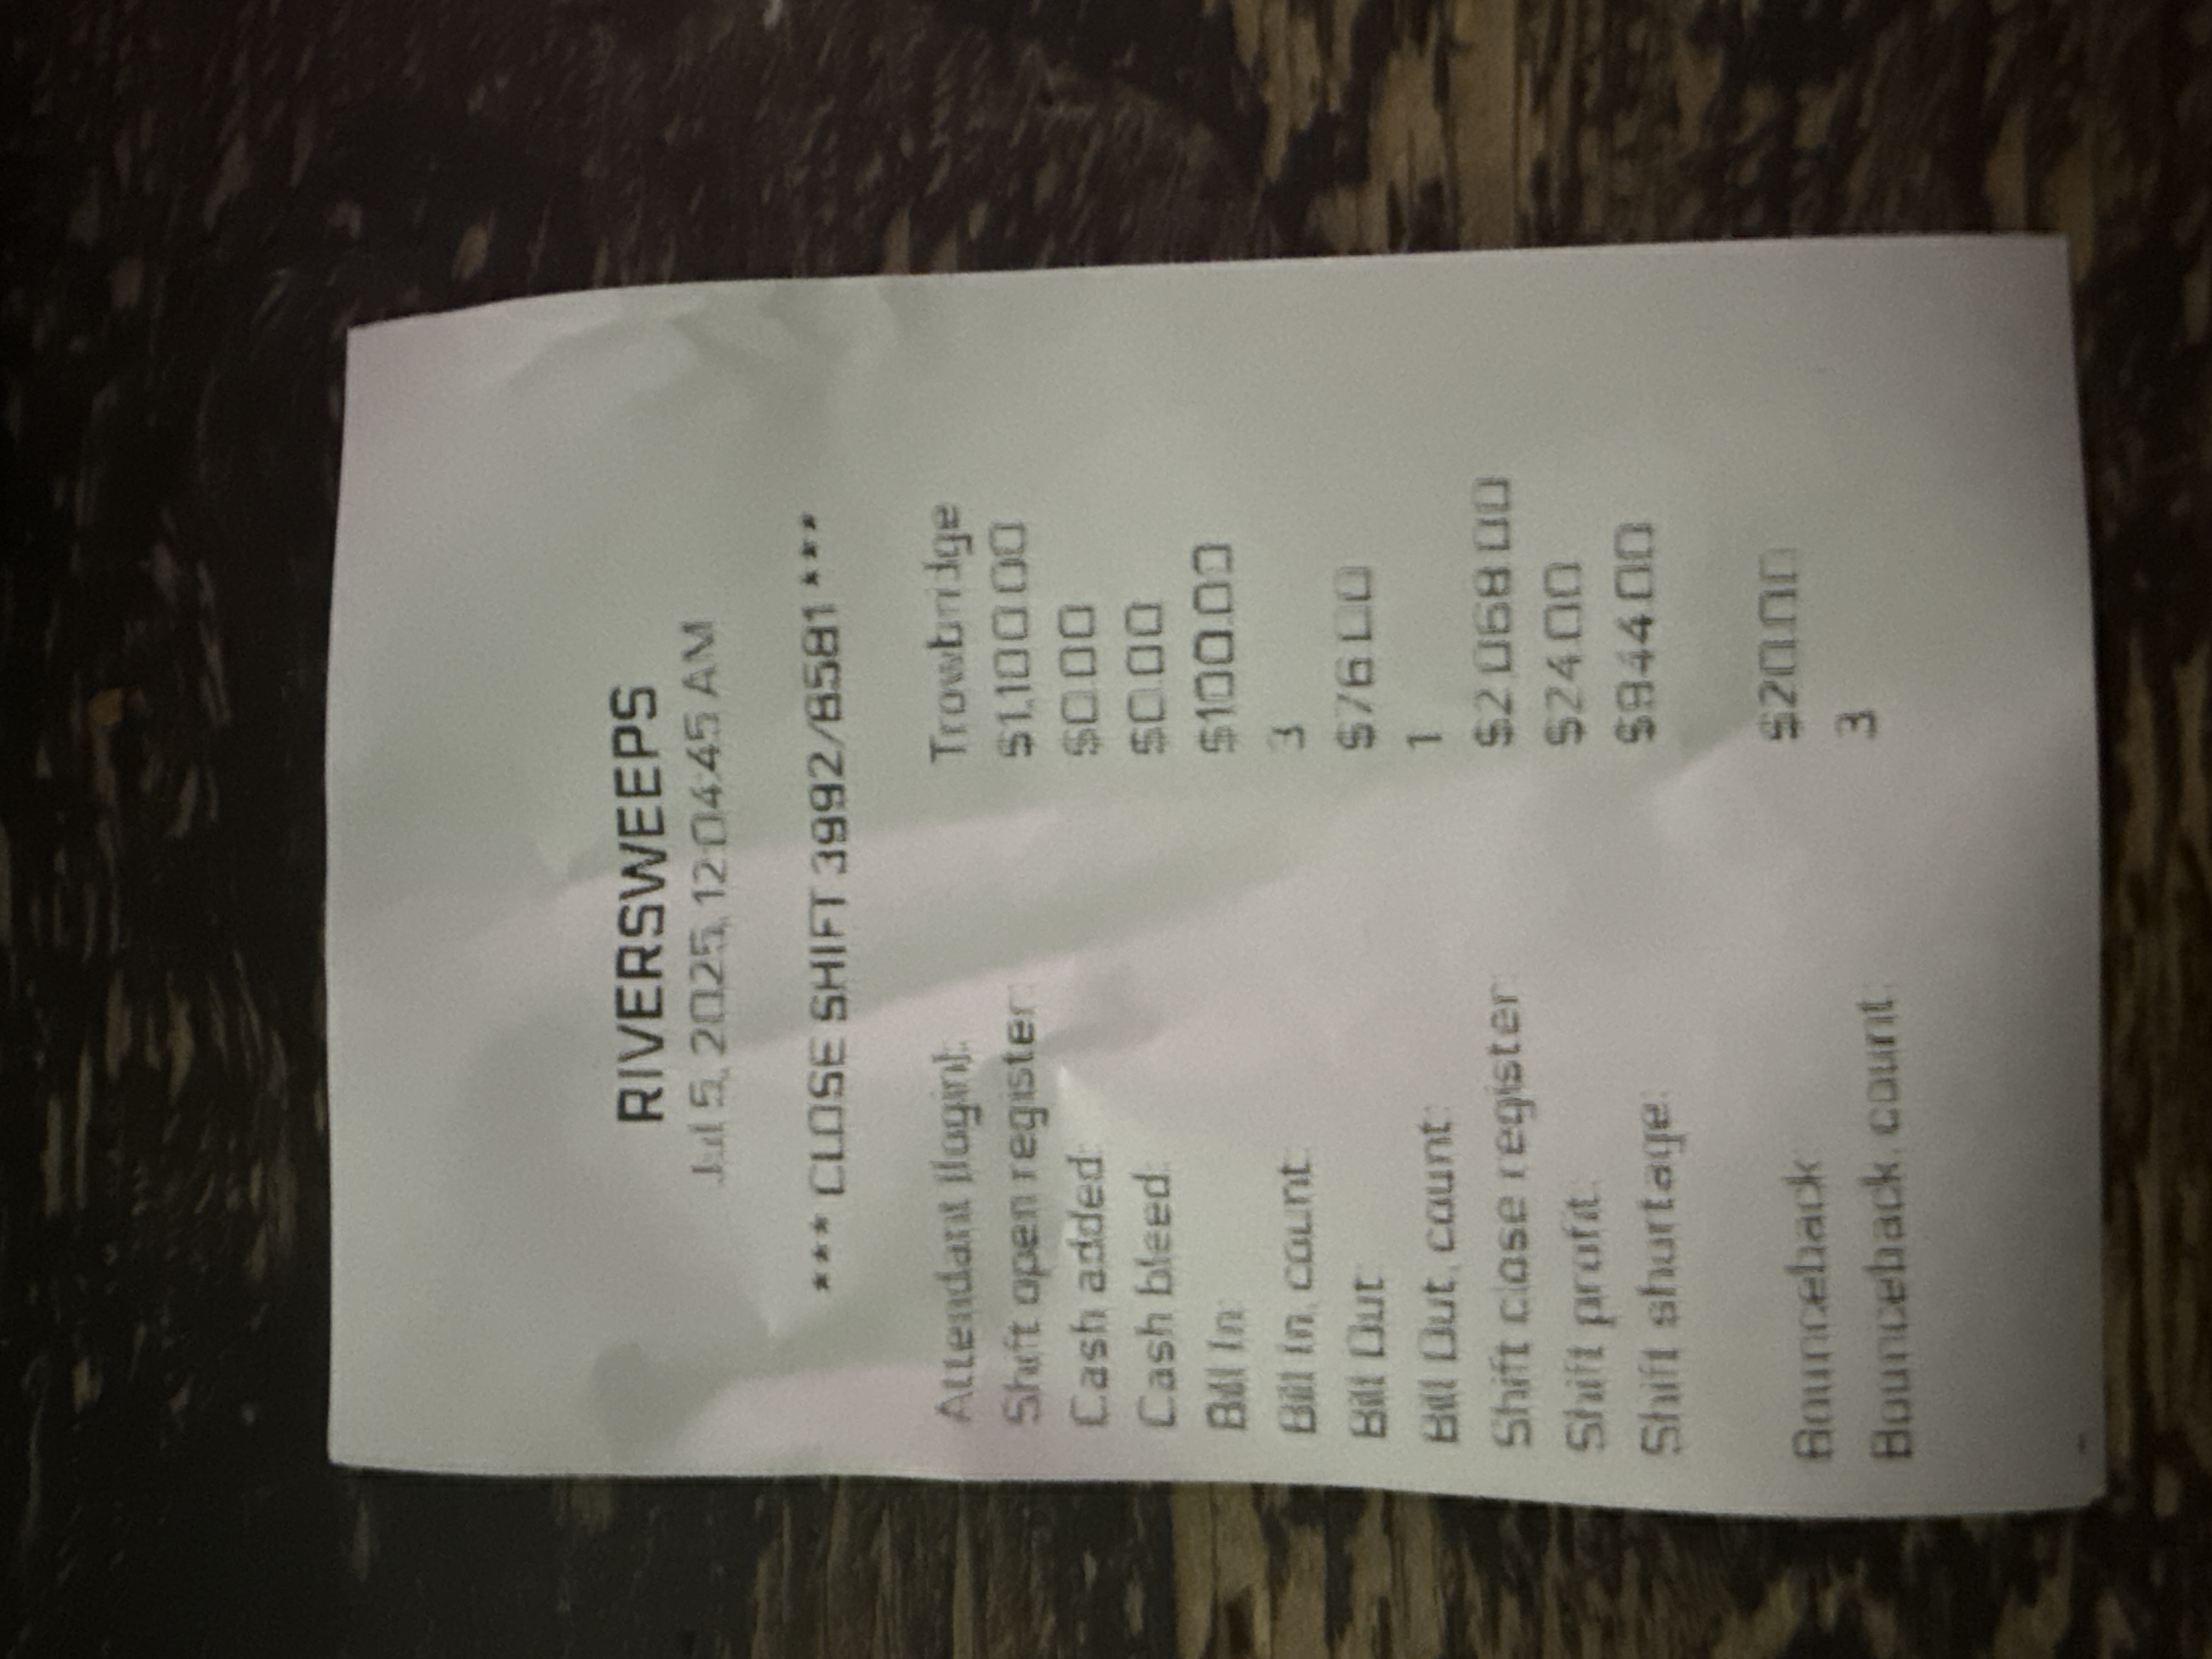 RIVERSWEEPS
Jul 5, 2025, 12:04:45 AM
*** CLOSE SHIFT 3992/8581 ***
Attendant (login): Trowbridge
Shift open register: $1,100.00
Cash added: $0.00
Cash bleed: $0.00
Bill In: $100.00
Bill In, count: 3
Bill Out: $76.00
Bill Out, count: 1
Shift close register: $2,068.00
Shift profit: $24.00
Shift shortage: $944.00
Bounceback $20.00
Bounceback, count: 3